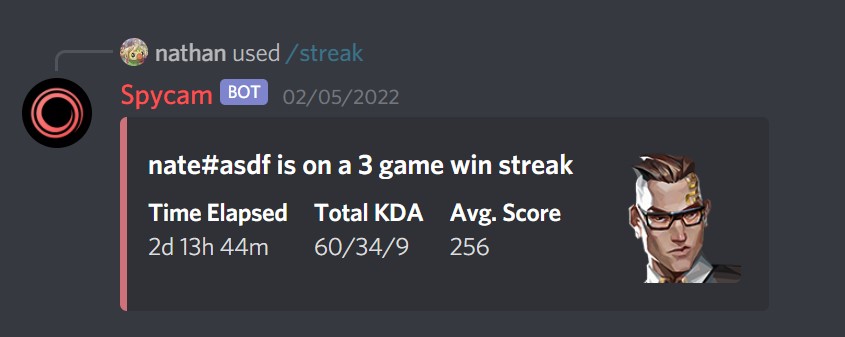 nathan used /streak
Spycam BOT 02/05/2022
nate#asdf is on a 3 game win streak
Time Elapsed Total KDA Avg. Score
2d 13h 44m 60/34/9 256